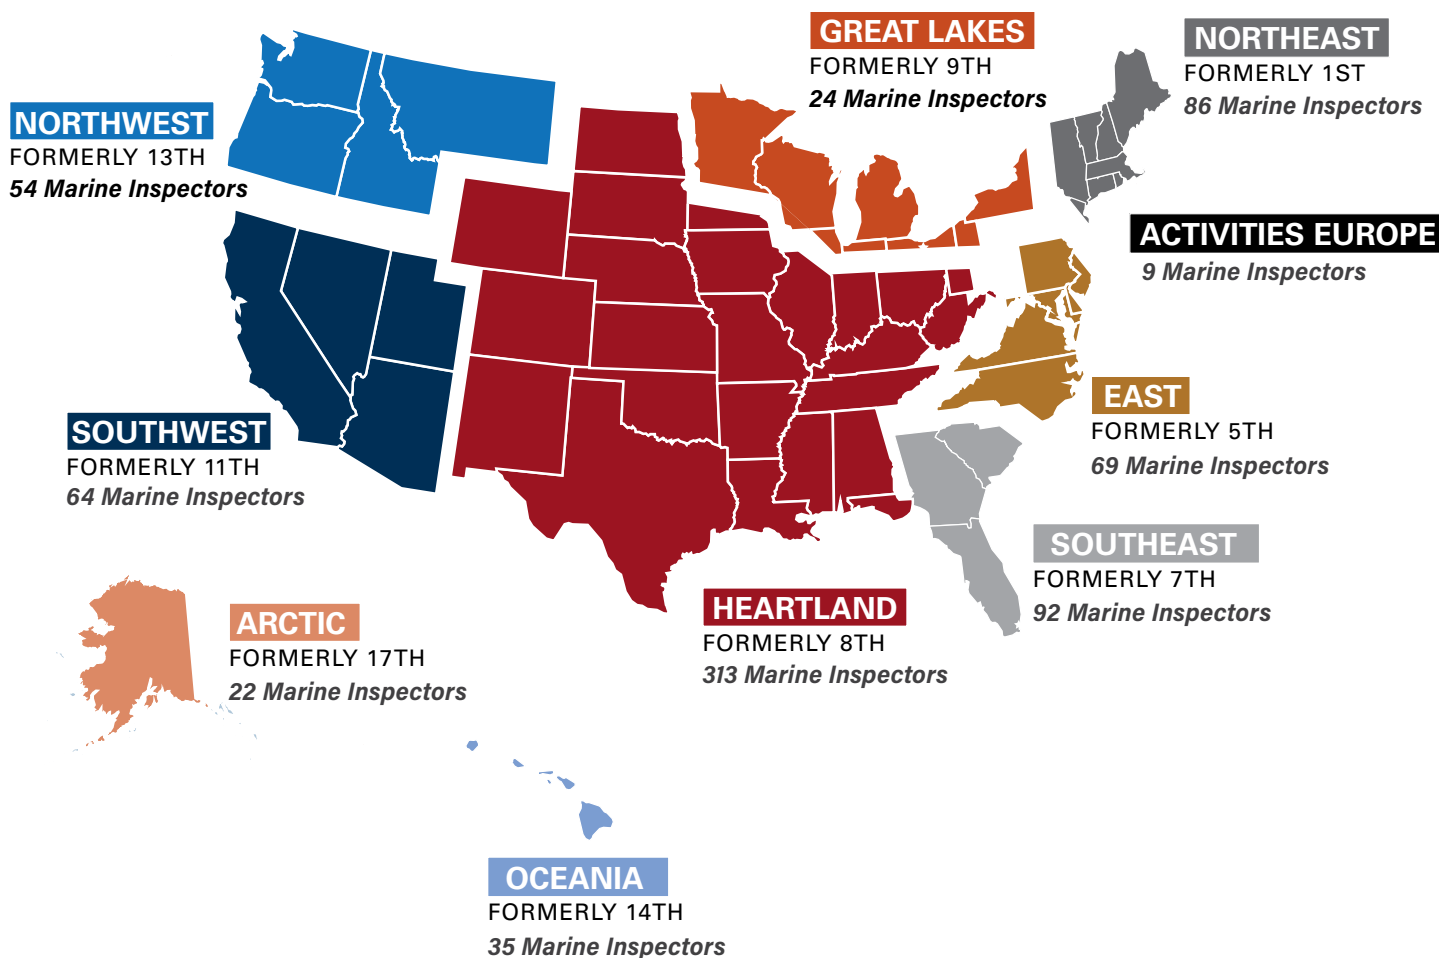 GREAT LAKES
FORMERLY 9TH
24 Marine Inspectors
NORTHEAST
FORMERLY 1ST
86 Marine Inspectors
NORTHWEST
FORMERLY 13TH
54 Marine Inspectors
ACTIVITIES EUROPE
9 Marine Inspectors
EAST
FORMERLY 5TH
69 Marine Inspectors
SOUTHWEST
FORMERLY 11TH
64 Marine Inspectors
SOUTHEAST
FORMERLY 7TH
92 Marine Inspectors
HEARTLAND
FORMERLY 8TH
313 Marine Inspectors
ARCTIC
FORMERLY 17TH
22 Marine Inspectors
OCEANIA
FORMERLY 14TH
35 Marine Inspectors